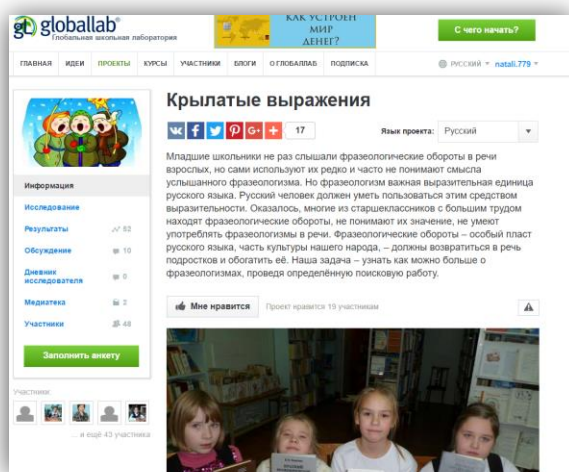 globallab®
Глобальная школьная лаборатория
КАК УСТРОЕН
МИР
ДЕНЕГ?
С чего начать?
ГЛАВНАЯ ИДЕИ ПРОЕКТЫ КУРСЫ УЧАСТНИКИ БЛОГИ О ГЛОБАЛЛАБ ПОДПИСКА РУССКИЙ natali.779
Крылатые выражения
17
Язык проекта: Русский
Младшие школьники не раз слышали фразеологические обороты в речи
взрослых, но сами используют их редко и часто не понимают смысла
услышанного фразеологизма. Но фразеологизм важная выразительная единица
русского языка. Русский человек должен уметь пользоваться этим средством
выразительности. Оказалось, многие из старшеклассников с большим трудом
находят фразеологические обороты, не понимают их значение, не умеют
употреблять фразеологизмы в речи. Фразеологические обороты – особый пласт
русского языка, часть культуры нашего народа, – должны возвратиться в речь
подростков и обогатить её. Наша задача – узнать как можно больше о
фразеологизмах, проведя определённую поисковую работу.
Мне нравится Проект нравится 19 участникам
Информация
Исследование
Результаты 62
Обсуждение 10
Дневник
исследователя 0
Медиатека 2
Участники 48
Заполнить анкету
Участники:
... и ещё 43 участника